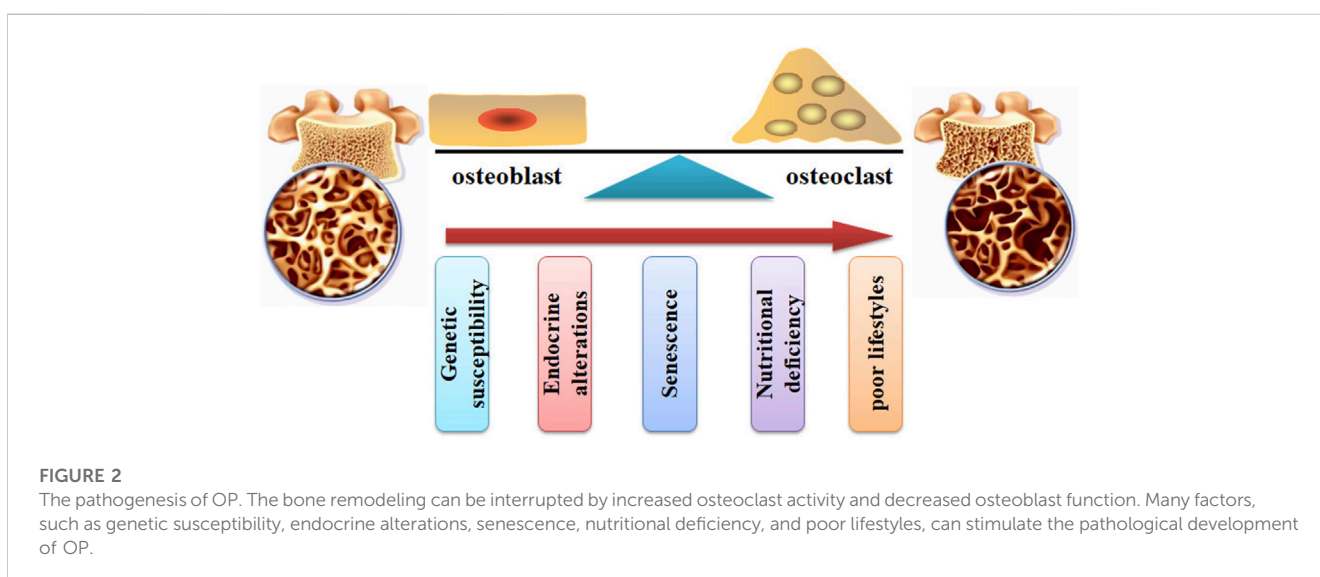 osteoblast
osteoclast
Genetic
susceptibility
Endocrine
alterations
Senescence
Nutritional
deficiency
poor lifestyles
FIGURE 2
The pathogenesis of OP. The bone remodeling can be interrupted by increased osteoclast activity and decreased osteoblast function. Many factors,
such as genetic susceptibility, endocrine alterations, senescence, nutritional deficiency, and poor lifestyles, can stimulate the pathological development
of OP.